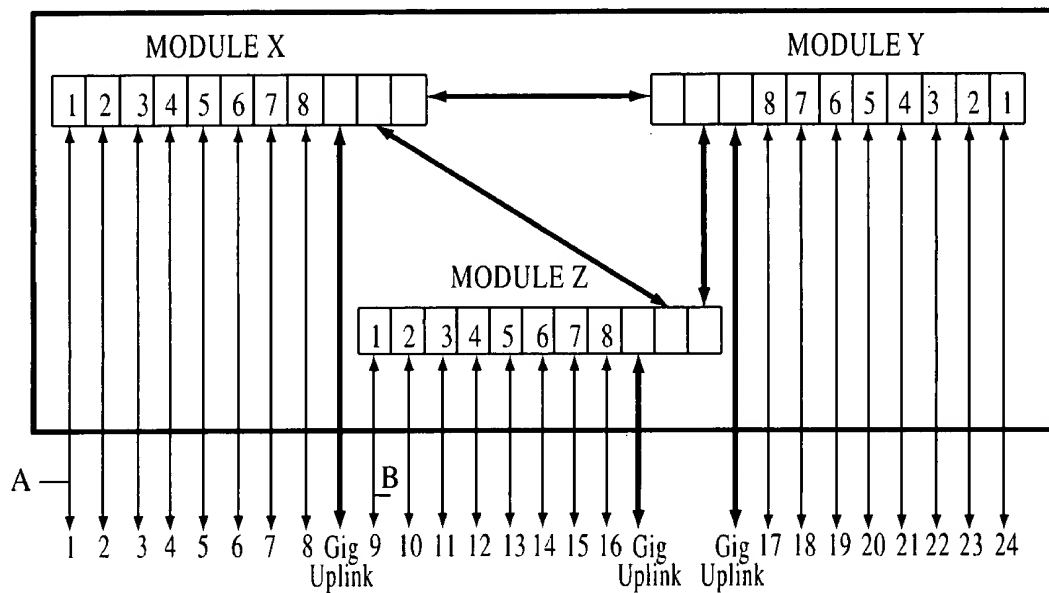 MODULE X MODULE Y
1 2 3 4 5 6 7 8 8 7 6 5 4 3 2 1
MODULE Z
1 2 3 4 5 6 7 8
A B
1 2 3 4 5 6 7 8 Gig 9 10 11 12 13 14 15 16 Gig Gig 17 18 19 20 21 22 23 24
Uplink Uplink Uplink